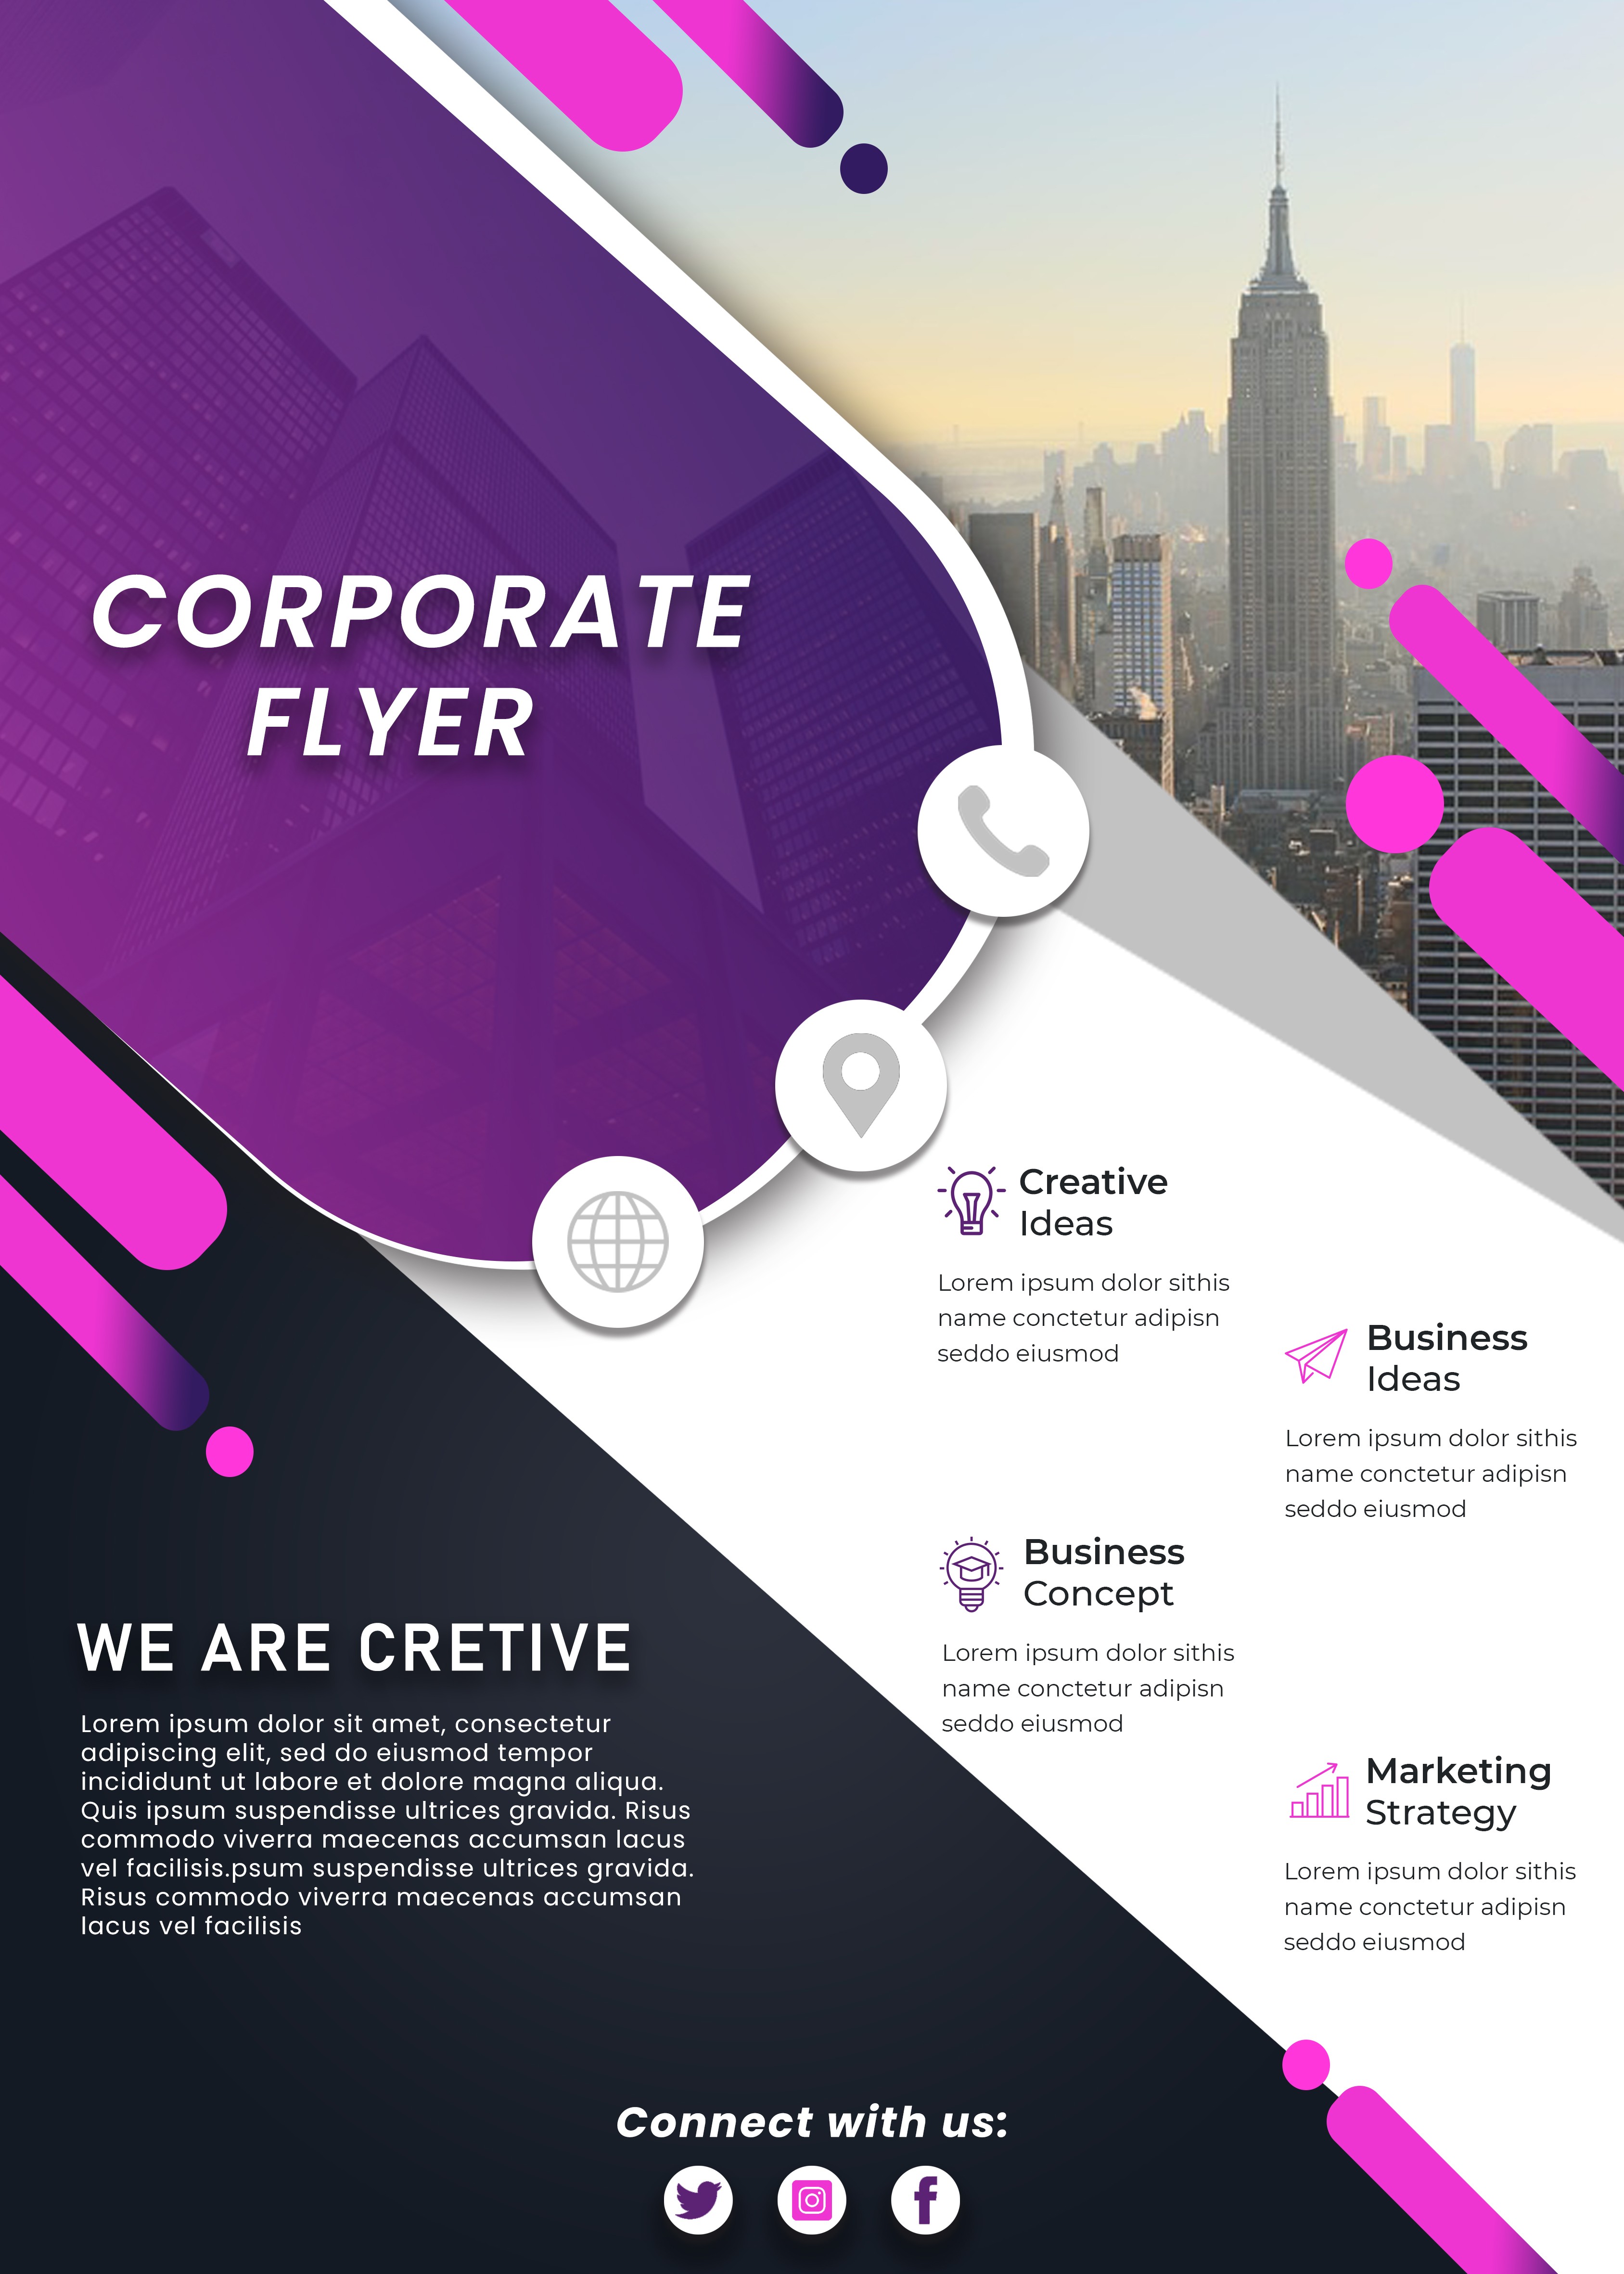 CORPORATE
FLYER
Creative
Ideas
Lorem ipsum dolor sithis
name conctetur adipisn
seddo eiusmod
Business
Ideas
Lorem ipsum dolor sithis
name conctetur adipisn
seddo eiusmod
Business
Concept
Lorem ipsum dolor sithis
name conctetur adipisn
seddo eiusmod
Marketing
Strategy
Lorem ipsum dolor sithis
name conctetur adipisn
seddo eiusmod
WE ARE CRETIVE
Lorem ipsum dolor sit amet, consectetur
adipiscing elit, sed do eiusmod tempor
incididunt ut labore et dolore magna aliqua.
Quis ipsum suspendisse ultrices gravida. Risus
commodo viverra maecenas accumsan lacus
vel facilisis.psum suspendisse ultrices gravida.
Risus commodo viverra maecenas accumsan
lacus vel facilisis
Connect with us: